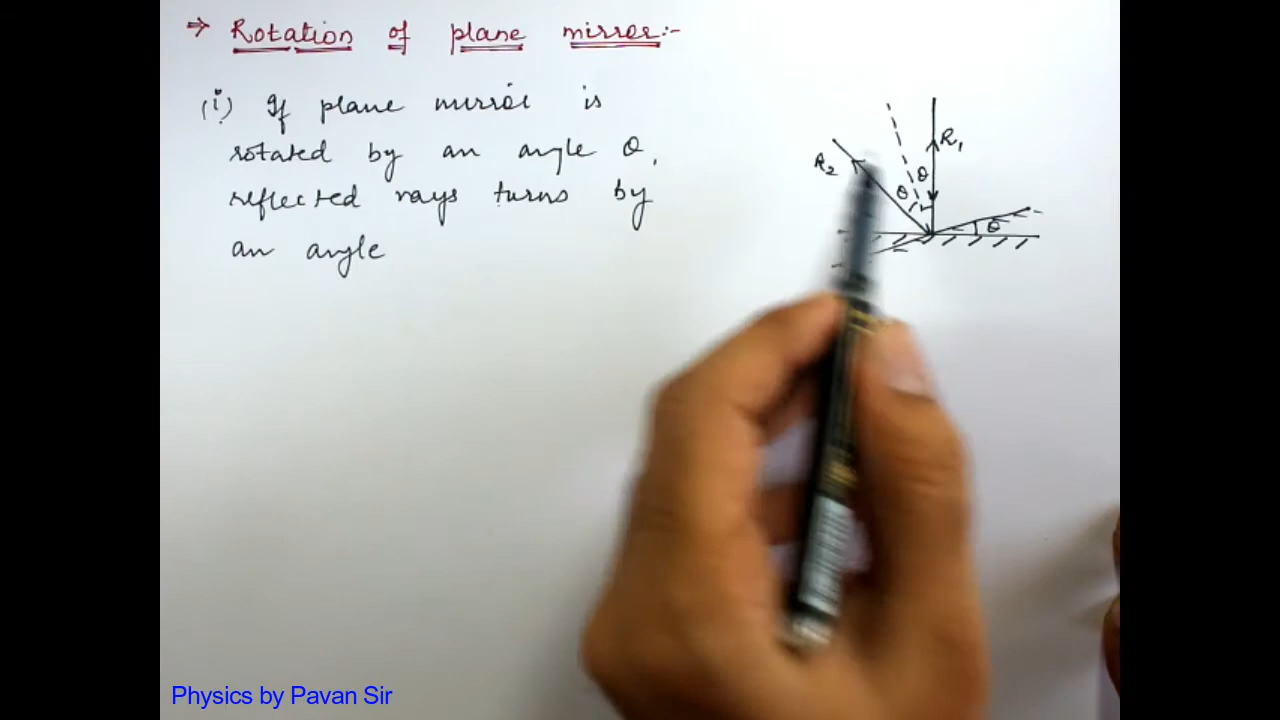 ⇒ Rotation of plane mirror:-
(i) If plane mirror is
rotated by an angle θ,
reflected rays turns by
an angle
R₁
R₂
θ
θ
θ
Physics by Pavan Sir